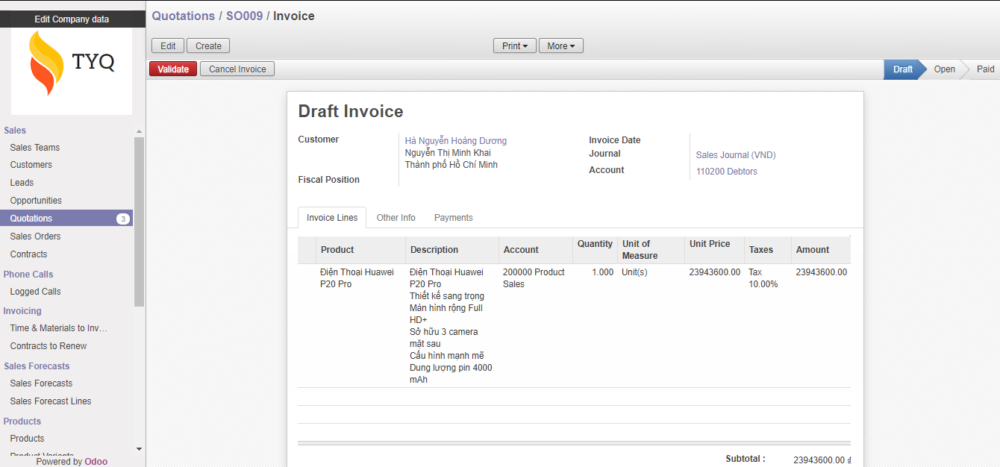 Edit Company data
TYQ
Sales
Sales Teams
Customers
Leads
Opportunities
Quotations 3
Sales Orders
Contracts
Phone Calls
Logged Calls
Invoicing
Time & Materials to Inv…
Contracts to Renew
Sales Forecasts
Sales Forecasts
Sales Forecast Lines
Products
Products
Product Variants
Powered by Odoo
Quotations / SO009 / Invoice
Edit Create Print More
Validate Cancel Invoice Draft Open Paid
Draft Invoice
Customer
Hà Nguyễn Hoáng Dương
Nguyễn Thị Minh Khai
Thành phố Hồ Chí Minh
Fiscal Position
Invoice Date
Journal Sales Journal (VND)
Account 110200 Debtors
Invoice Lines Other Info Payments
Product Description Account Quantity Unit of Measure Unit Price Taxes Amount
Điện Thoại Huawei Điện Thoại Huawei 200000 Product 1.000 Unit(s) 23943600.00 Tax 23943600.00
P20 Pro P20 Pro Sales 10.00%
Thiết kế sang trọng
Màn hình rộng Full
HD+
Sở hữu 3 camera
mặt sau
Cấu hình mạnh mẽ
Dung lượng pin 4000
mAh
Subtotal : 23943600.00 ₫